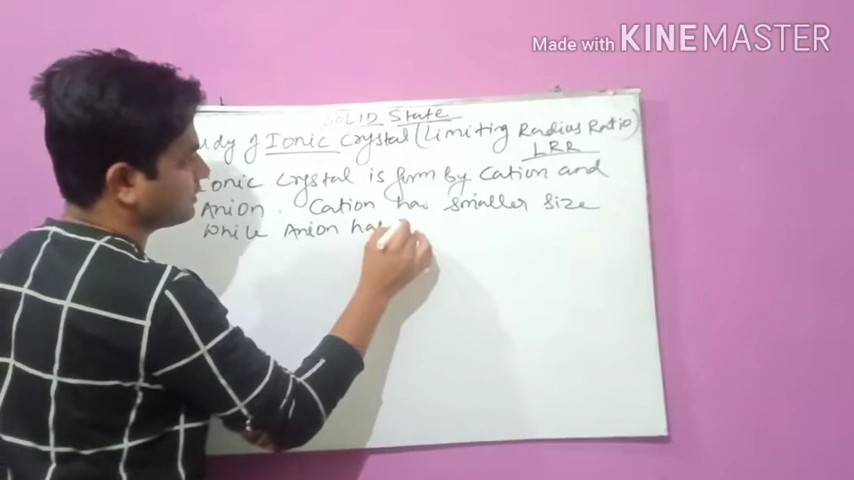 Made with KINEMASTER
SOLID State
udy of Ionic Crystal (Limiting Radius Ratio)
LRR
Ionic Crystal is form by Cation and
Anion. Cation has smaller size
While Anion ha